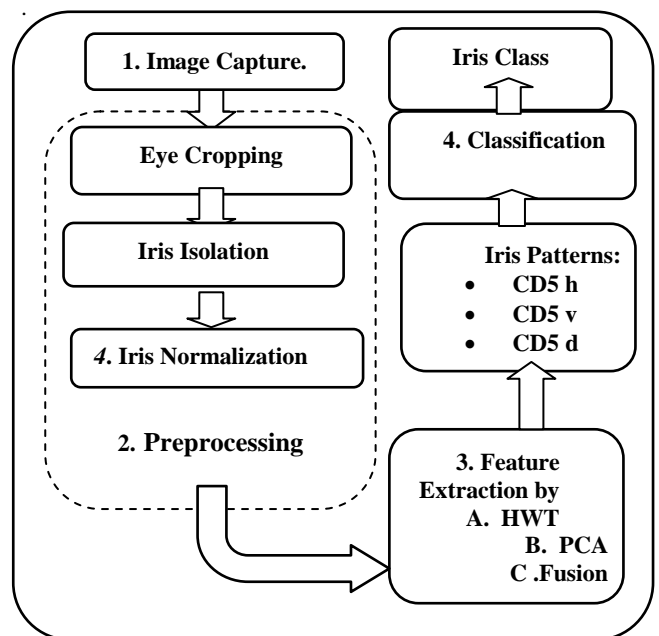 1. Image Capture.
Eye Cropping
Iris Isolation
4. Iris Normalization
2. Preprocessing
3. Feature
Extraction by
A. HWT
B. PCA
C .Fusion
Iris Patterns:
• CD5 h
• CD5 v
• CD5 d
4. Classification
Iris Class